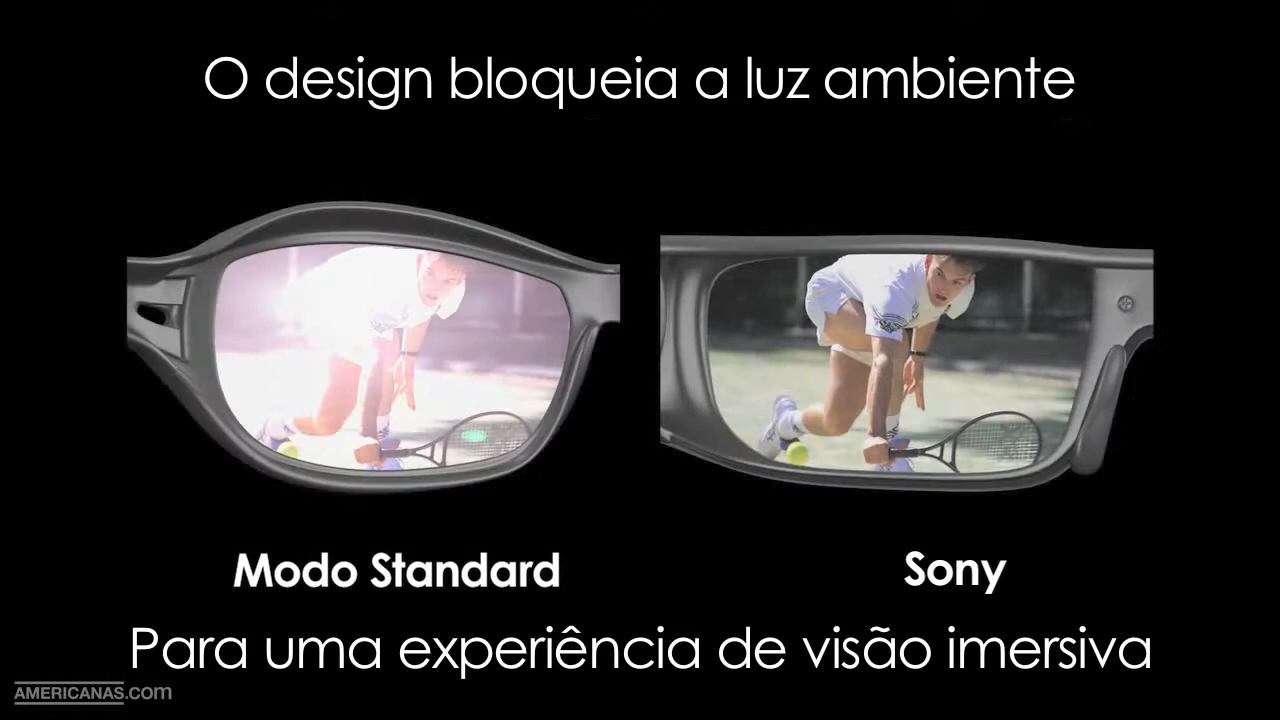 O design bloqueia a luz ambiente
Modo Standard
Sony
Para uma experiência de visão imersiva
AMERICANAS.com